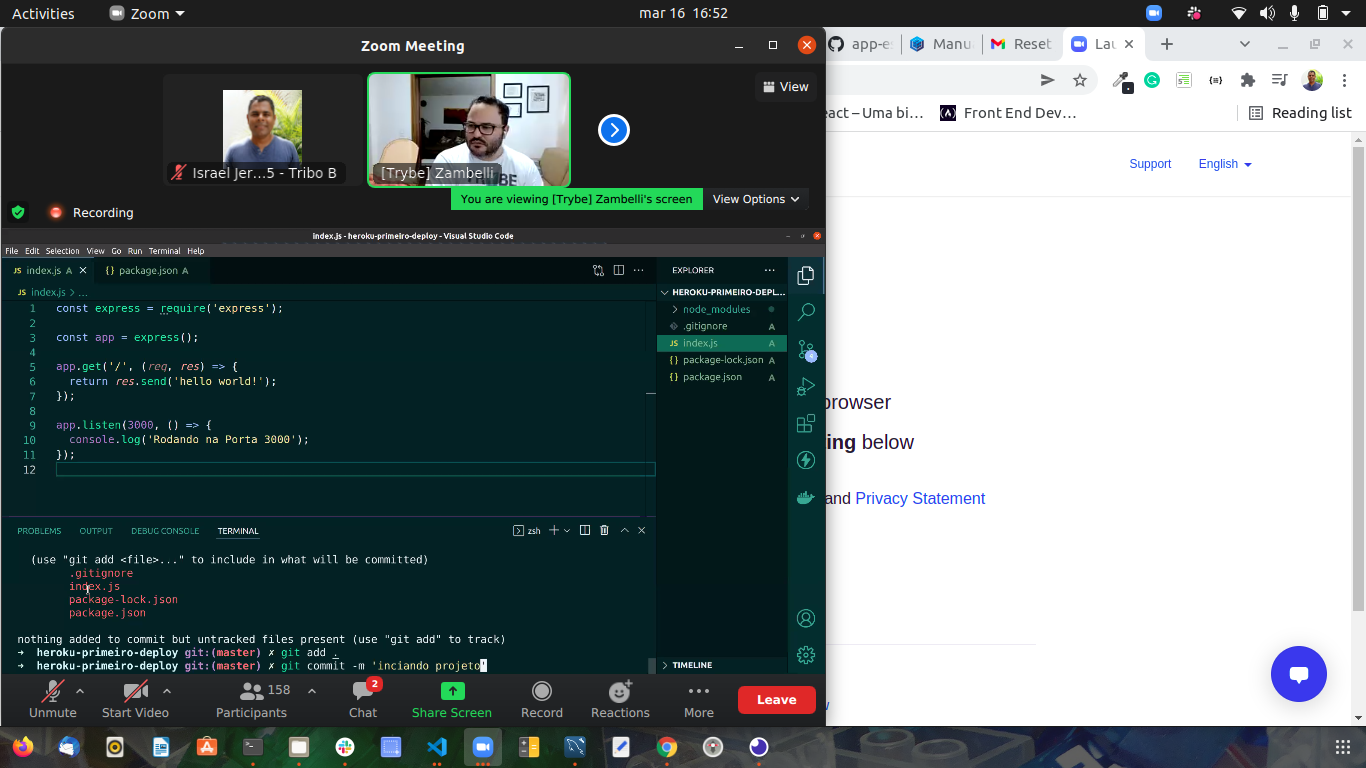 Activities
Zoom
mar 16 16:52
Zoom Meeting
View
Israel Jer...5 - Tribo B
[Trybe] Zambelli
You are viewing [Trybe] Zambelli's screen
View Options
Recording
index.js - heroku-primeiro-deploy - Visual Studio Code
File Edit Selection View Go Run Terminal Help
JS index.js A
{} package.json A
JS index.js > ...
1 const express = require('express');
2
3 const app = express();
4
5 app.get('/', (req, res) => {
6 return res.send('hello world!');
7 });
8
9 app.listen(3000, () => {
10 console.log('Rodando na Porta 3000');
11 });
12
EXPLORER
HEROKU-PRIMEIRO-DEPL...
node_modules
.gitignore A
JS index.js A
{} package-lock.json A
{} package.json A
TIMELINE
PROBLEMS OUTPUT DEBUG CONSOLE TERMINAL
zsh
(use "git add <file>..." to include in what will be committed)
.gitignore
index.js
package-lock.json
package.json
nothing added to commit but untracked files present (use "git add" to track)
➜ heroku-primeiro-deploy git:(master) ✗ git add .
➜ heroku-primeiro-deploy git:(master) ✗ git commit -m 'inciando projeto'
Unmute
Start Video
158
Participants
2
Chat
Share Screen
Record
Reactions
More
Leave
app-es
Manu
Reset
Lau
eact – Uma bi...
Front End Dev...
Reading list
Support
English
browser
ing below
and Privacy Statement